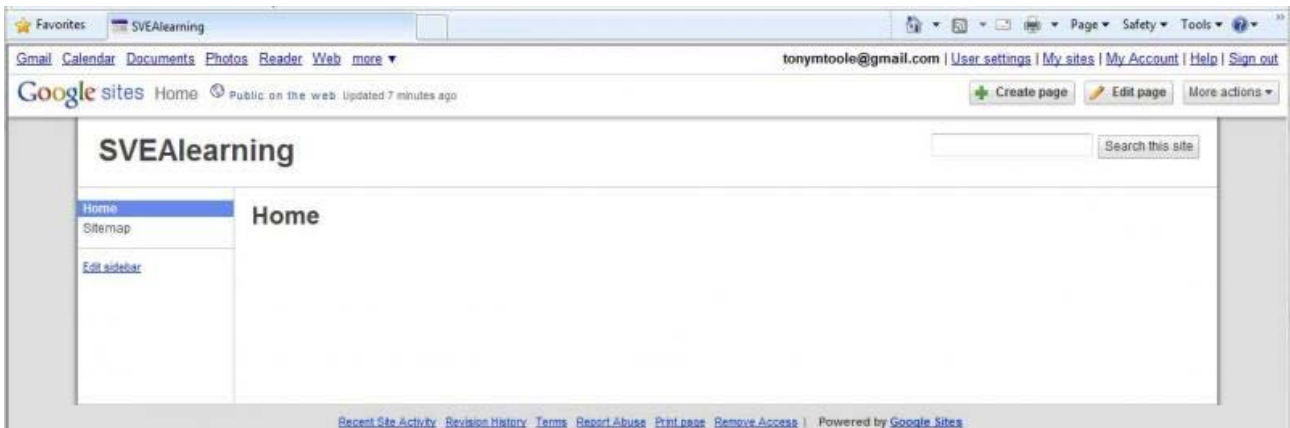 Favorites SVEAlearning Page Safety Tools
Gmail Calendar Documents Photos Reader Web more ▼ tonymtoole@gmail.com | User settings | My sites | My Account | Help | Sign out
Google sites Home Public on the web Updated 7 minutes ago Create page Edit page More actions
SVEAlearning Search this site
Home
Sitemap
Edit sidebar
Home
Recent Site Activity Revision History Terms Report Abuse Print page Remove Access | Powered by Google Sites